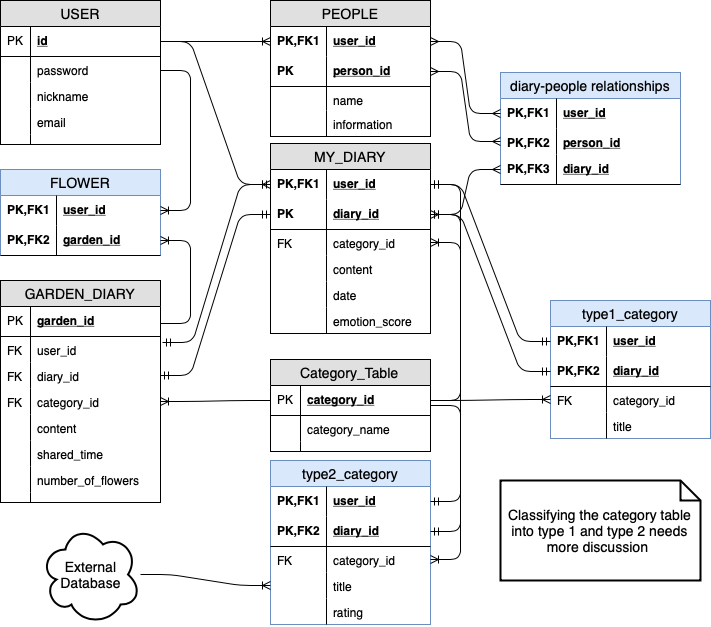 USER
PK id
password
nickname
email
FLOWER
PK,FK1 user_id
PK,FK2 garden_id
GARDEN_DIARY
PK garden_id
FK user_id
FK diary_id
FK category_id
content
shared_time
number_of_flowers
External
Database
PEOPLE
PK,FK1 user_id
PK person_id
name
information
MY_DIARY
PK,FK1 user_id
PK diary_id
FK category_id
content
date
emotion_score
Category_Table
PK category_id
category_name
type2_category
PK,FK1 user_id
PK,FK2 diary_id
FK category_id
title
rating
diary-people relationships
PK,FK1 user_id
PK,FK2 person_id
PK,FK3 diary_id
type1_category
PK,FK1 user_id
PK,FK2 diary_id
FK category_id
title
Classifying the category table
into type 1 and type 2 needs
more discussion